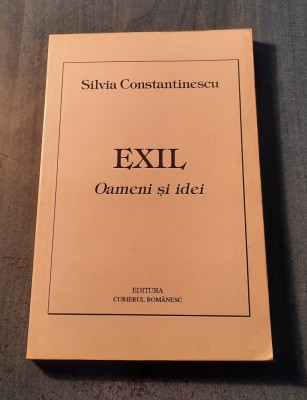 Silvia Constantinescu
EXIL
Oameni și idei
EDITURA
CURIERUL ROMÂNESC